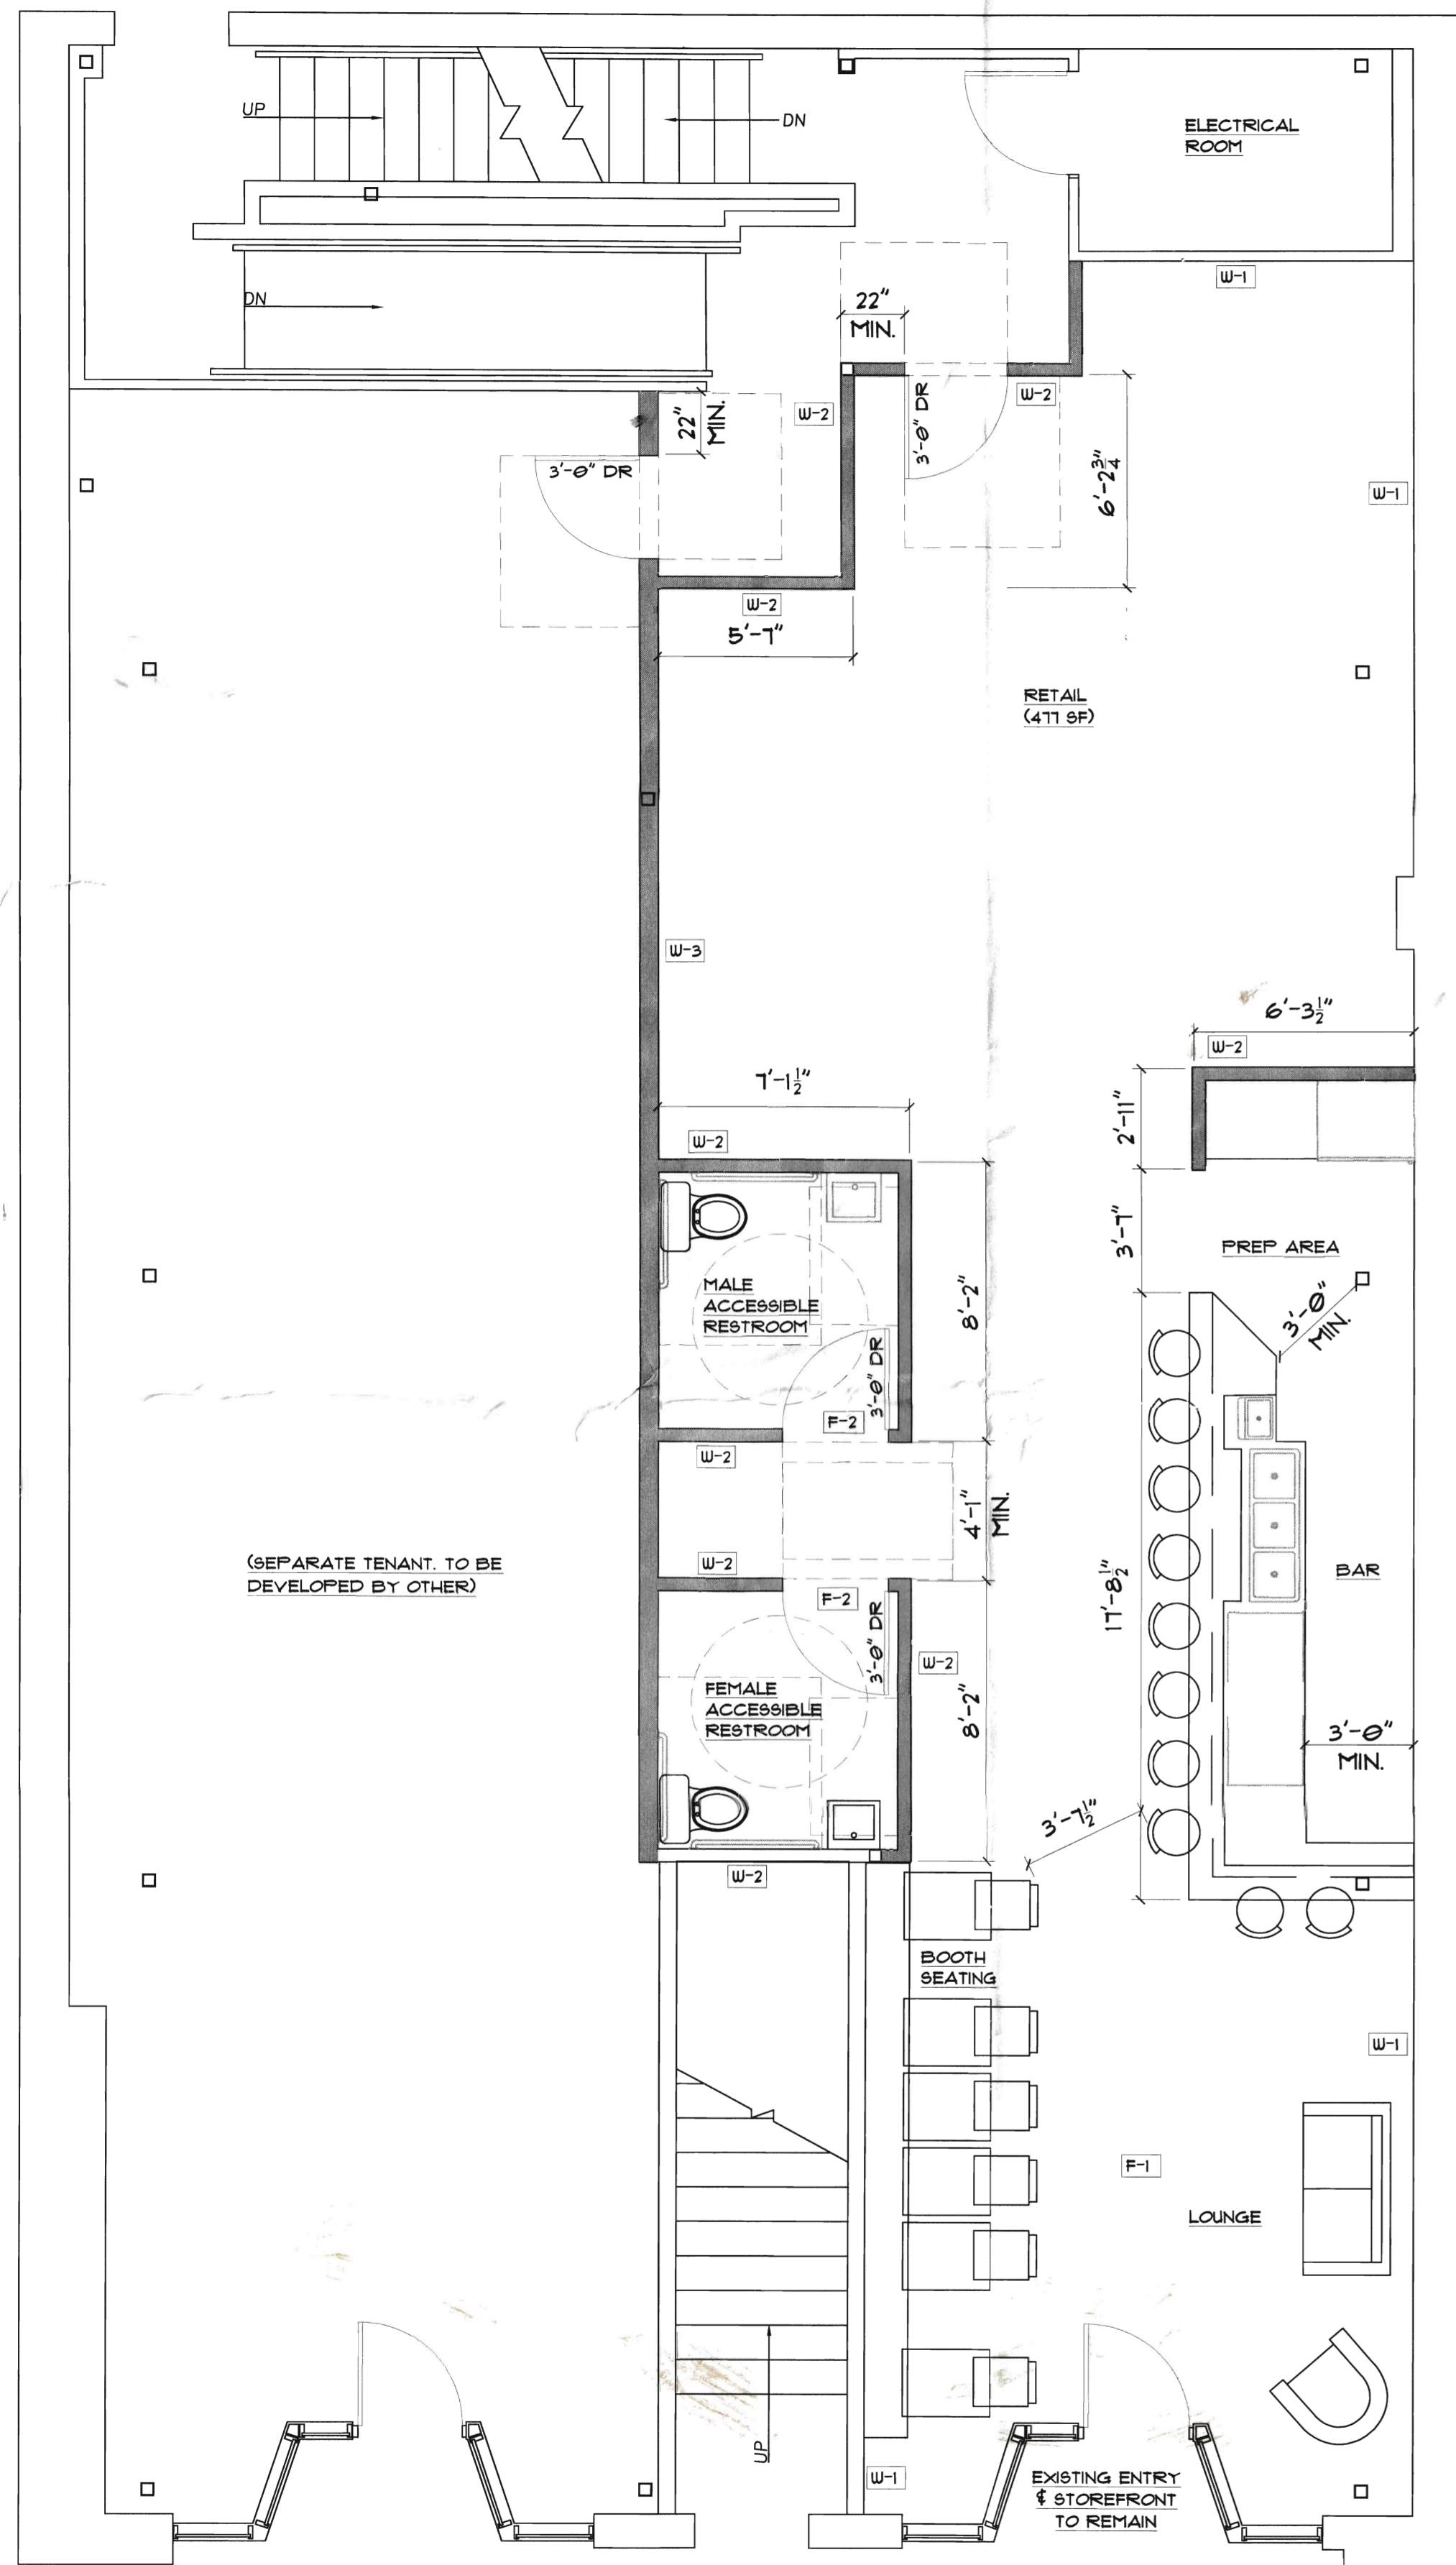 UP
DN
ELECTRICAL
ROOM
DN
W-1
22"
MIN.
W-2
3'-0" DR
W-2
22"
MIN.
3'-0" DR
6'-2 3/4"
W-1
W-2
5'-7"
RETAIL
(477 SF)
W-3
6'-3 1/2"
W-2
7'-1 1/2"
2'-11"
W-2
3'-7"
PREP AREA
MALE
ACCESSIBLE
RESTROOM
8'-2"
3'-0"
MIN.
3'-0" DR
F-2
W-2
4'-1"
MIN.
(SEPARATE TENANT. TO BE
DEVELOPED BY OTHER)
W-2
F-2
17'-8 1/2"
BAR
3'-0" DR
W-2
FEMALE
ACCESSIBLE
RESTROOM
8'-2"
3'-0"
MIN.
3'-7 1/2"
W-2
BOOTH
SEATING
W-1
F-1
LOUNGE
UP
W-1
EXISTING ENTRY
& STOREFRONT
TO REMAIN